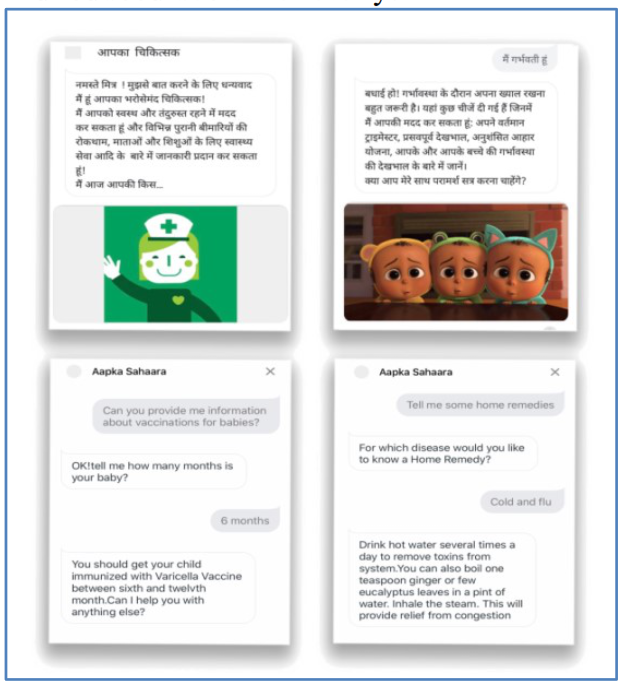 आपका चिकित्सक
नमस्ते मित्र ! मुझसे बात करने के लिए धन्यवाद
मैं हूं आपका भरोसेमंद चिकित्सक!
मैं आपको स्वस्थ और तंदुरुस्त रहने में मदद
कर सकता हूं और विभिन्न पुरानी बीमारियों की
रोकथाम, माताओं और शिशुओं के लिए स्वास्थ्य
सेवा आदि के बारे में जानकारी प्रदान कर सकता
हूं!
मैं आज आपकी किस...
मैं गर्भवती हूं
बधाई हो! गर्भावस्था के दौरान अपना ख्याल रखना
बहुत जरूरी है। यहां कुछ चीजें दी गई हैं जिनमें
मैं आपकी मदद कर सकता हूं: अपने वर्तमान
ट्राइमेस्टर, प्रसवपूर्व देखभाल, अनुशंसित आहार
योजना, आपके और आपके बच्चे की गर्भावस्था
की देखभाल के बारे में जानें।
क्या आप मेरे साथ परामर्श सत्र करना चाहेंगे?
Aapka Sahaara
Can you provide me information
about vaccinations for babies?
OK!tell me how many months is
your baby?
6 months
You should get your child
immunized with Varicella Vaccine
between sixth and twelvth
month.Can I help you with
anything else?
Aapka Sahaara
Tell me some home remedies
For which disease would you like
to know a Home Remedy?
Cold and flu
Drink hot water several times a
day to remove toxins from
system.You can also boil one
teaspoon ginger or few
eucalyptus leaves in a pint of
water. Inhale the steam. This will
provide relief from congestion